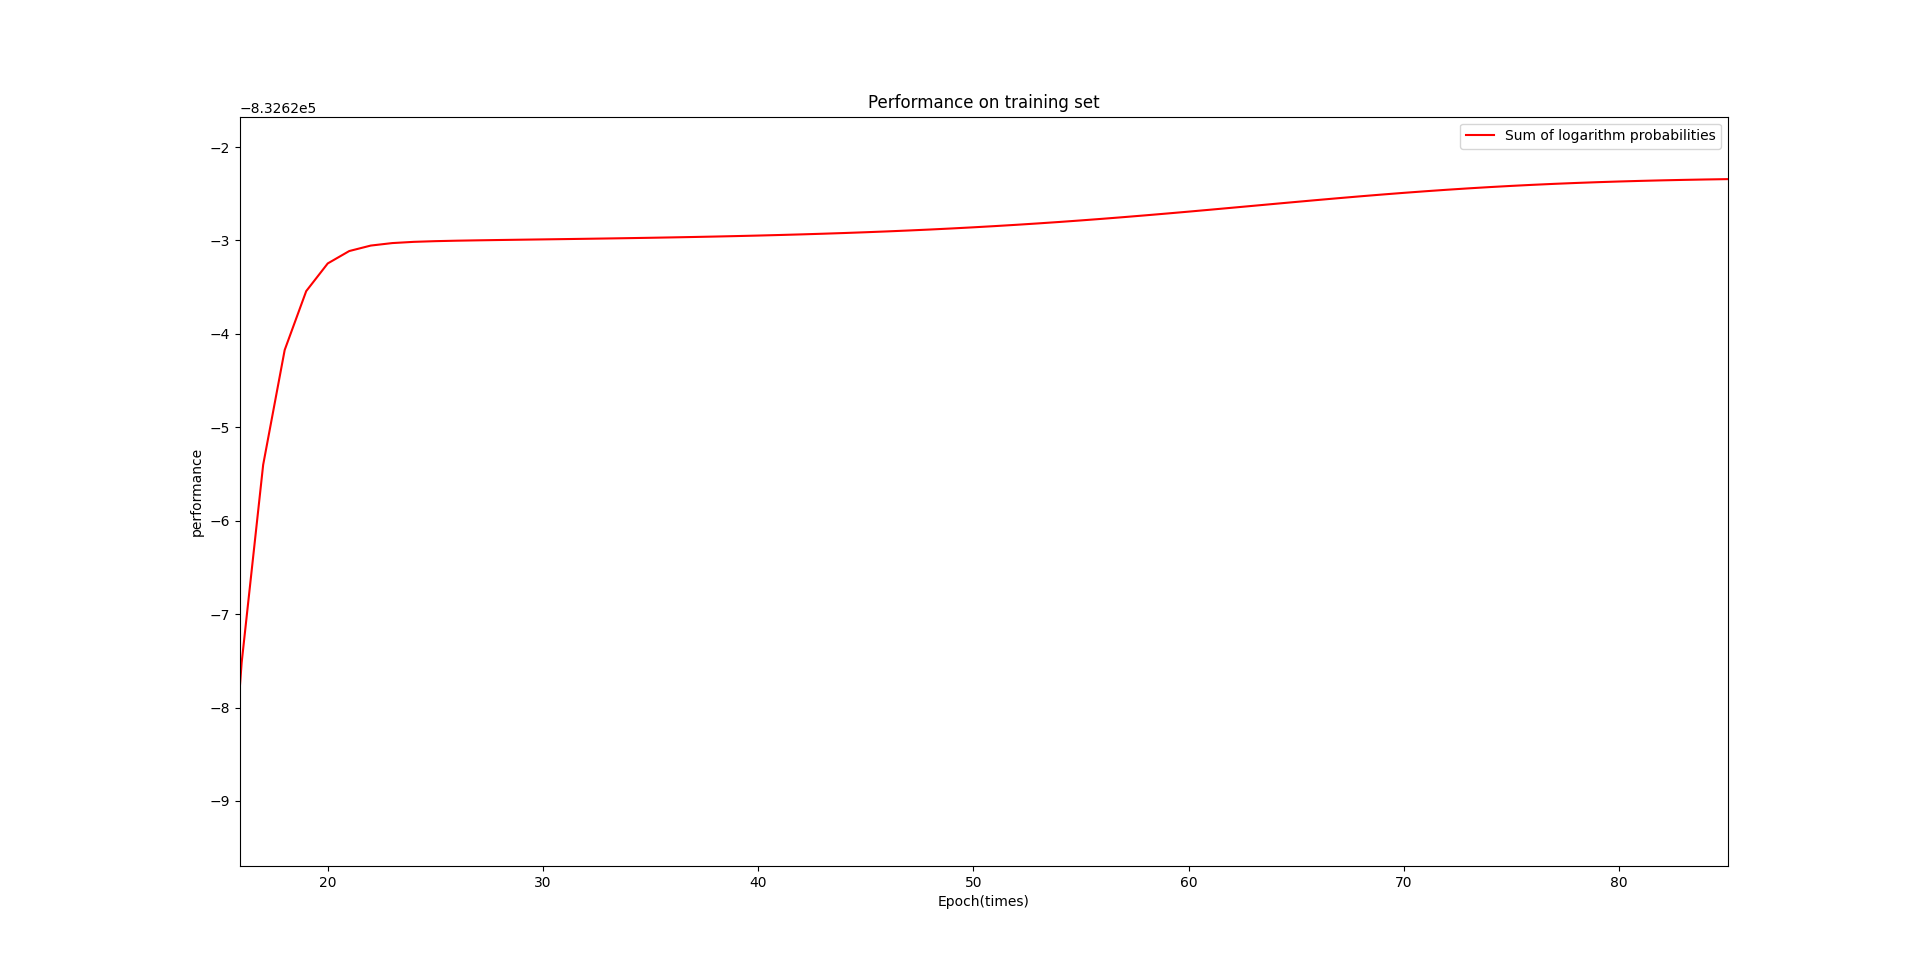 Performance on training set
−8.3262e5
Sum of logarithm probabilities
−2
−3
−4
−5
−6
−7
−8
−9
performance
20 30 40 50 60 70 80
Epoch(times)